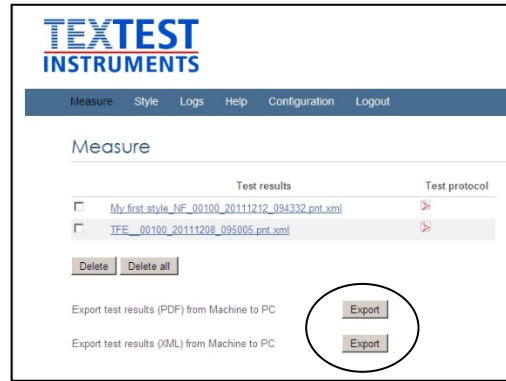 TEXTEST
INSTRUMENTS
Measure Style Logs Help Configuration Logout
Measure
Test results Test protocol
My first style_NF_00100_20111212_094332.pnt.xml
TFE__00100_20111208_095005.pnt.xml
Delete Delete all
Export test results (PDF) from Machine to PC Export
Export test results (XML) from Machine to PC Export